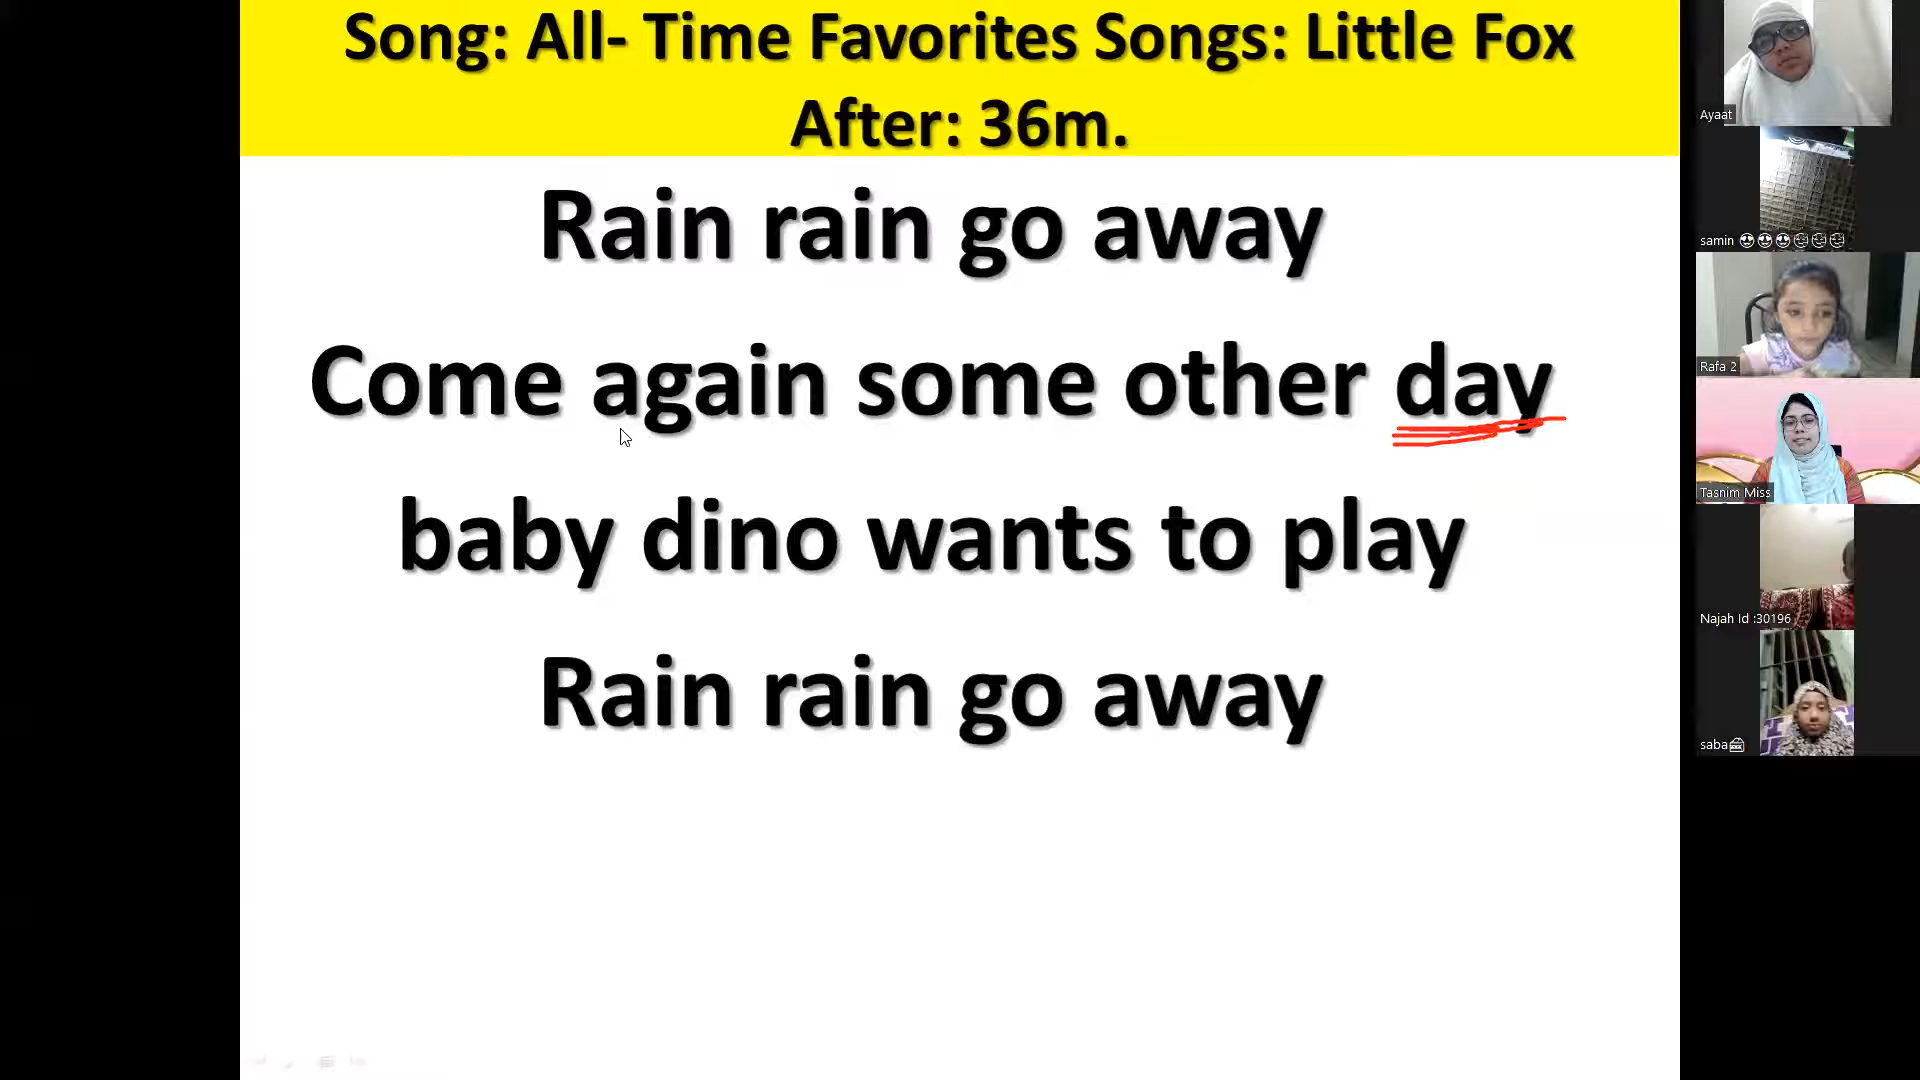 Song: All- Time Favorites Songs: Little Fox
After: 36m.
Rain rain go away
Come again some other day
baby dino wants to play
Rain rain go away
Ayaat
samin 😍😍😍😊😊😊
Rafa 2
Tasnim Miss
Najah Id :30196
saba